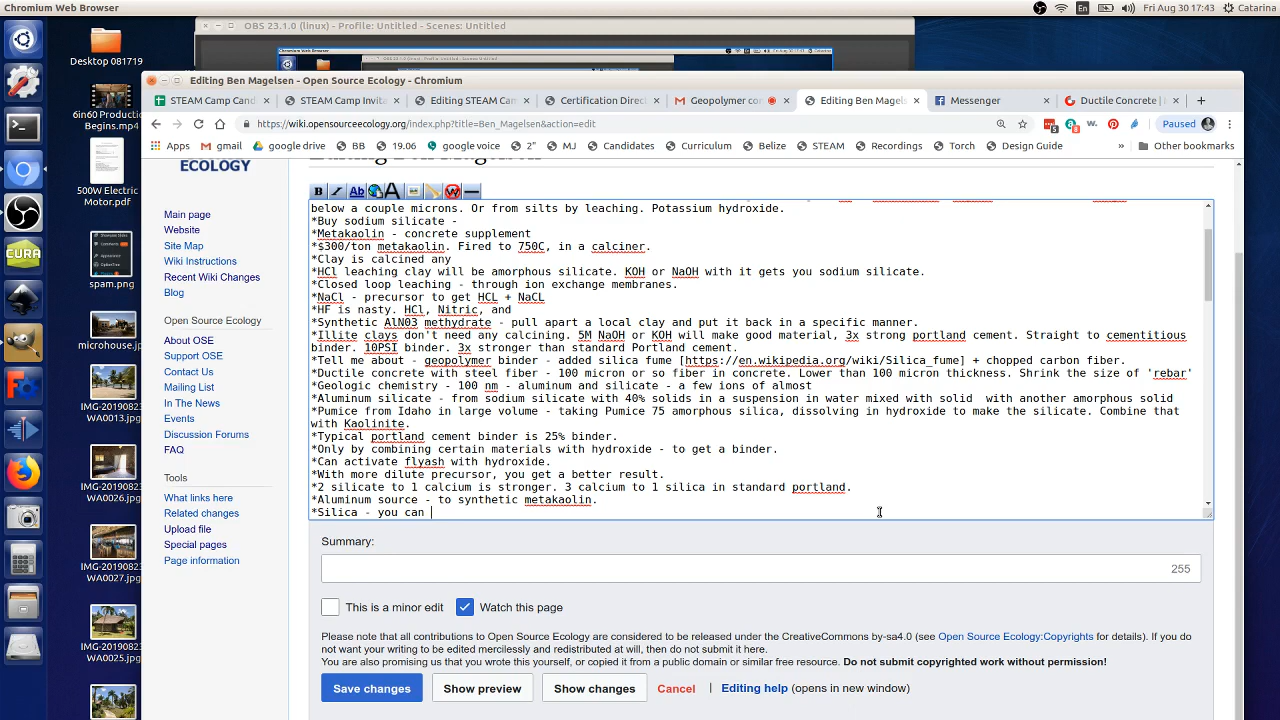 Chromium Web Browser
En
Fri Aug 30 17:43
Catarina
OBS 23.1.0 (linux) - Profile: Untitled - Scenes: Untitled
Desktop 081719
6in60 Production Begins.mp4
500W Electric Motor.pdf
spam.png
microhouse.jpg
IMG-20190823-WA0013.jpg
IMG-20190823-WA0026.jpg
IMG-20190823-WA0027.jpg
IMG-20190823-WA0025.jpg
CURA
Editing Ben Magelsen - Open Source Ecology - Chromium
STEAM Camp Cand
STEAM Camp Invita
Editing STEAM Can
Certification Direc
Geopolymer cor
Editing Ben Magels
Messenger
Ductile Concrete |
https://wiki.opensourceecology.org/index.php?title=Ben_Magelsen&action=edit
Paused
Apps
gmail
google drive
BB
19.06
google voice
2T
MJ
Candidates
Curriculum
Belize
STEAM
Recordings
Torch
Design Guide
»
Other bookmarks
ECOLOGY
Main page
Website
Site Map
Wiki Instructions
Recent Wiki Changes
Blog
Open Source Ecology
About OSE
Support OSE
Contact Us
Mailing List
In The News
Events
Discussion Forums
FAQ
Tools
What links here
Related changes
Upload file
Special pages
Page information
below a couple microns. Or from silts by leaching. Potassium hydroxide.
*Buy sodium silicate -
*Metakaolin - concrete supplement
*$300/ton metakaolin. Fired to 750C, in a calciner.
*Clay is calcined any
*HCl leaching clay will be amorphous silicate. KOH or NaOH with it gets you sodium silicate.
*Closed loop leaching - through ion exchange membranes.
*NaCl - precursor to get HCL + NaCL
*HF is nasty. HCl, Nitric, and
*Synthetic AlN03 methydrate - pull apart a local clay and put it back in a specific manner.
*Illite clays don't need any calcining. 5M NaOH or KOH will make good material, 3x strong portland cement. Straight to cementitious
binder. 10PSI binder. 3x stronger than standard Portland cement.
*Tell me about - geopolymer binder - added silica fume [https://en.wikipedia.org/wiki/Silica_fume] + chopped carbon fiber.
*Ductile concrete with steel fiber - 100 micron or so fiber in concrete. Lower than 100 micron thickness. Shrink the size of 'rebar'
*Geologic chemistry - 100 nm - aluminum and silicate - a few ions of almost
*Aluminum silicate - from sodium silicate with 40% solids in a suspension in water mixed with solid  with another amorphous solid
*Pumice from Idaho in large volume - taking Pumice 75 amorphous silica, dissolving in hydroxide to make the silicate. Combine that
with Kaolinite.
*Typical portland cement binder is 25% binder.
*Only by combining certain materials with hydroxide - to get a binder.
*Can activate flyash with hydroxide.
*With more dilute precursor, you get a better result.
*2 silicate to 1 calcium is stronger. 3 calcium to 1 silica in standard portland.
*Aluminum source - to synthetic metakaolin.
*Silica - you can
Summary:
255
This is a minor edit
Watch this page
Please note that all contributions to Open Source Ecology are considered to be released under the CreativeCommons by-sa4.0 (see Open Source Ecology:Copyrights for details). If you do
not want your writing to be edited mercilessly and redistributed at will, then do not submit it here.
You are also promising us that you wrote this yourself, or copied it from a public domain or similar free resource. Do not submit copyrighted work without permission!
Save changes
Show preview
Show changes
Cancel
|
Editing help (opens in new window)